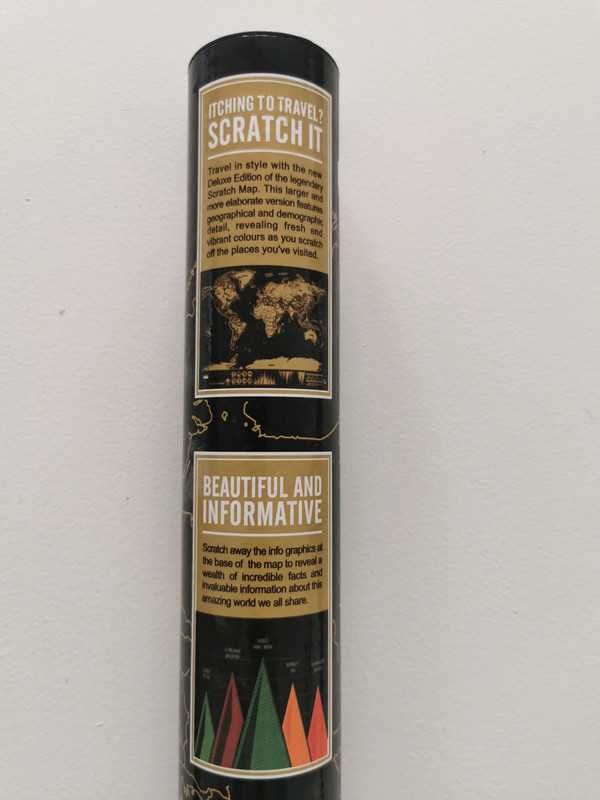 ITCHING TO TRAVEL?
SCRATCH IT
Travel in style with the new
Deluxe Edition of the legendary
Scratch Map. This larger and
more elaborate version features
geographical and demographic
detail, revealing fresh and
vibrant colours as you scratch
off the places you've visited.
BEAUTIFUL AND
INFORMATIVE
Scratch away the info graphics at
the base of the map to reveal a
wealth of incredible facts and
invaluable information about this
amazing world we all share.